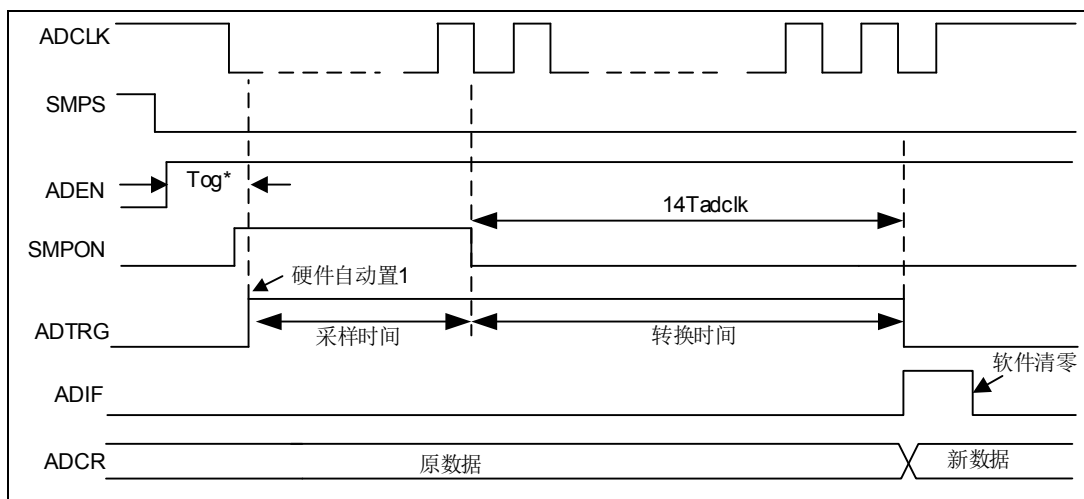 ADCLK
SMPS
ADEN
Tog*
14Tadclk
SMPON
硬件自动置1
ADTRG
采样时间
转换时间
软件清零
ADIF
ADCR
原数据
新数据